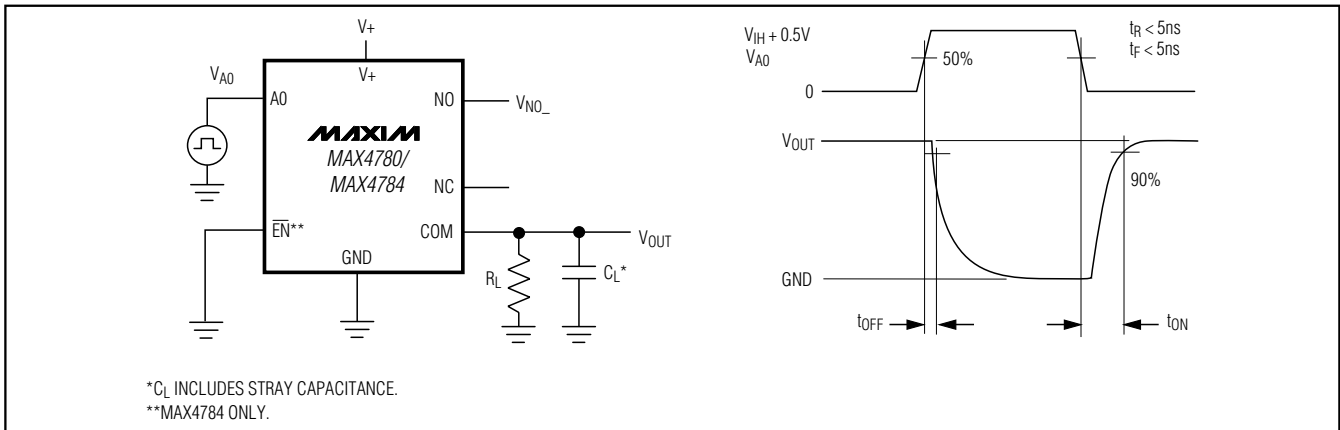 V+
V+
VA0
A0
NO
VNO_
MAXIM
MAX4780/
MAX4784
NC
EN**
COM
VOUT
GND
RL
CL*
*CL INCLUDES STRAY CAPACITANCE.
**MAX4784 ONLY.
VIH + 0.5V
VA0
0
50%
tR < 5ns
tF < 5ns
VOUT
90%
GND
tOFF
tON